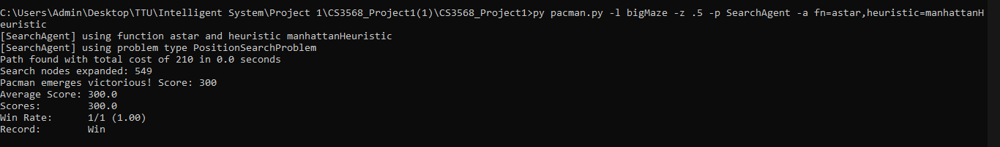 C:\Users\Admin\Desktop\TTU\Intelligent System\Project 1\CS3568_Project1(1)\CS3568_Project1>py pacman.py -l bigMaze -z .5 -p SearchAgent -a fn=astar,heuristic=manhattanH
euristic
[SearchAgent] using function astar and heuristic manhattanHeuristic
[SearchAgent] using problem type PositionSearchProblem
Path found with total cost of 210 in 0.0 seconds
Search nodes expanded: 549
Pacman emerges victorious! Score: 300
Average Score: 300.0
Scores:        300.0
Win Rate:      1/1 (1.00)
Record:        Win